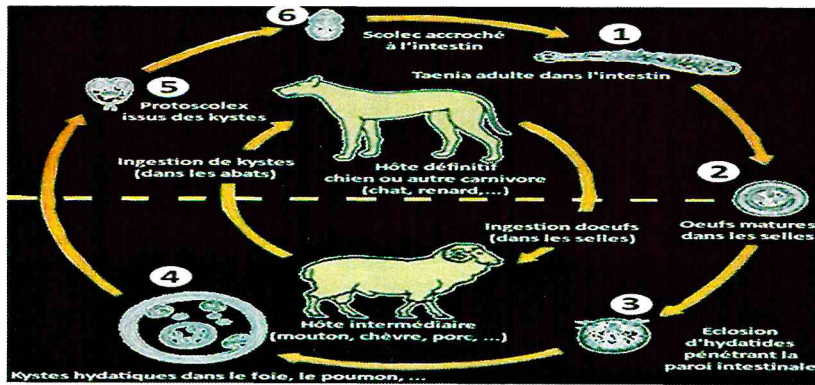 6
Scolec accroché
à l'intestin
1
Taenia adulte dans l'intestin
5
Protoscolex
issus des kystes
Ingestion de kystes
(dans les abats)
Hôte définitif
chien ou autre carnivore
(chat, renard,...)
2
Oeufs matures
dans les selles
Ingestion doeufs
(dans les selles)
4
Hôte intermédiaire
(mouton, chèvre, porc, ...)
3
Eclosion
d'hydatides
pénétrant la
paroi intestinale
Kystes hydatiques dans le foie, le poumon, ...